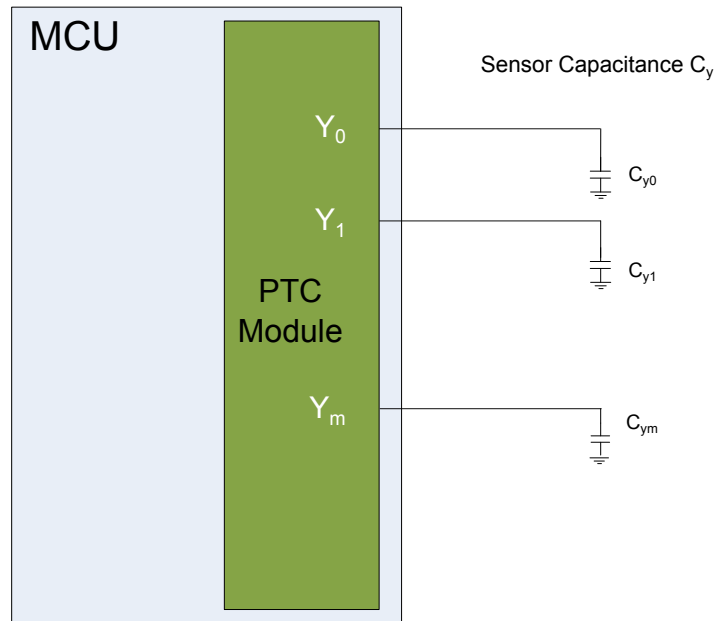 MCU
Sensor Capacitance Cy
Y0
Cy0
Y1
Cy1
PTC
Module
Ym
Cym